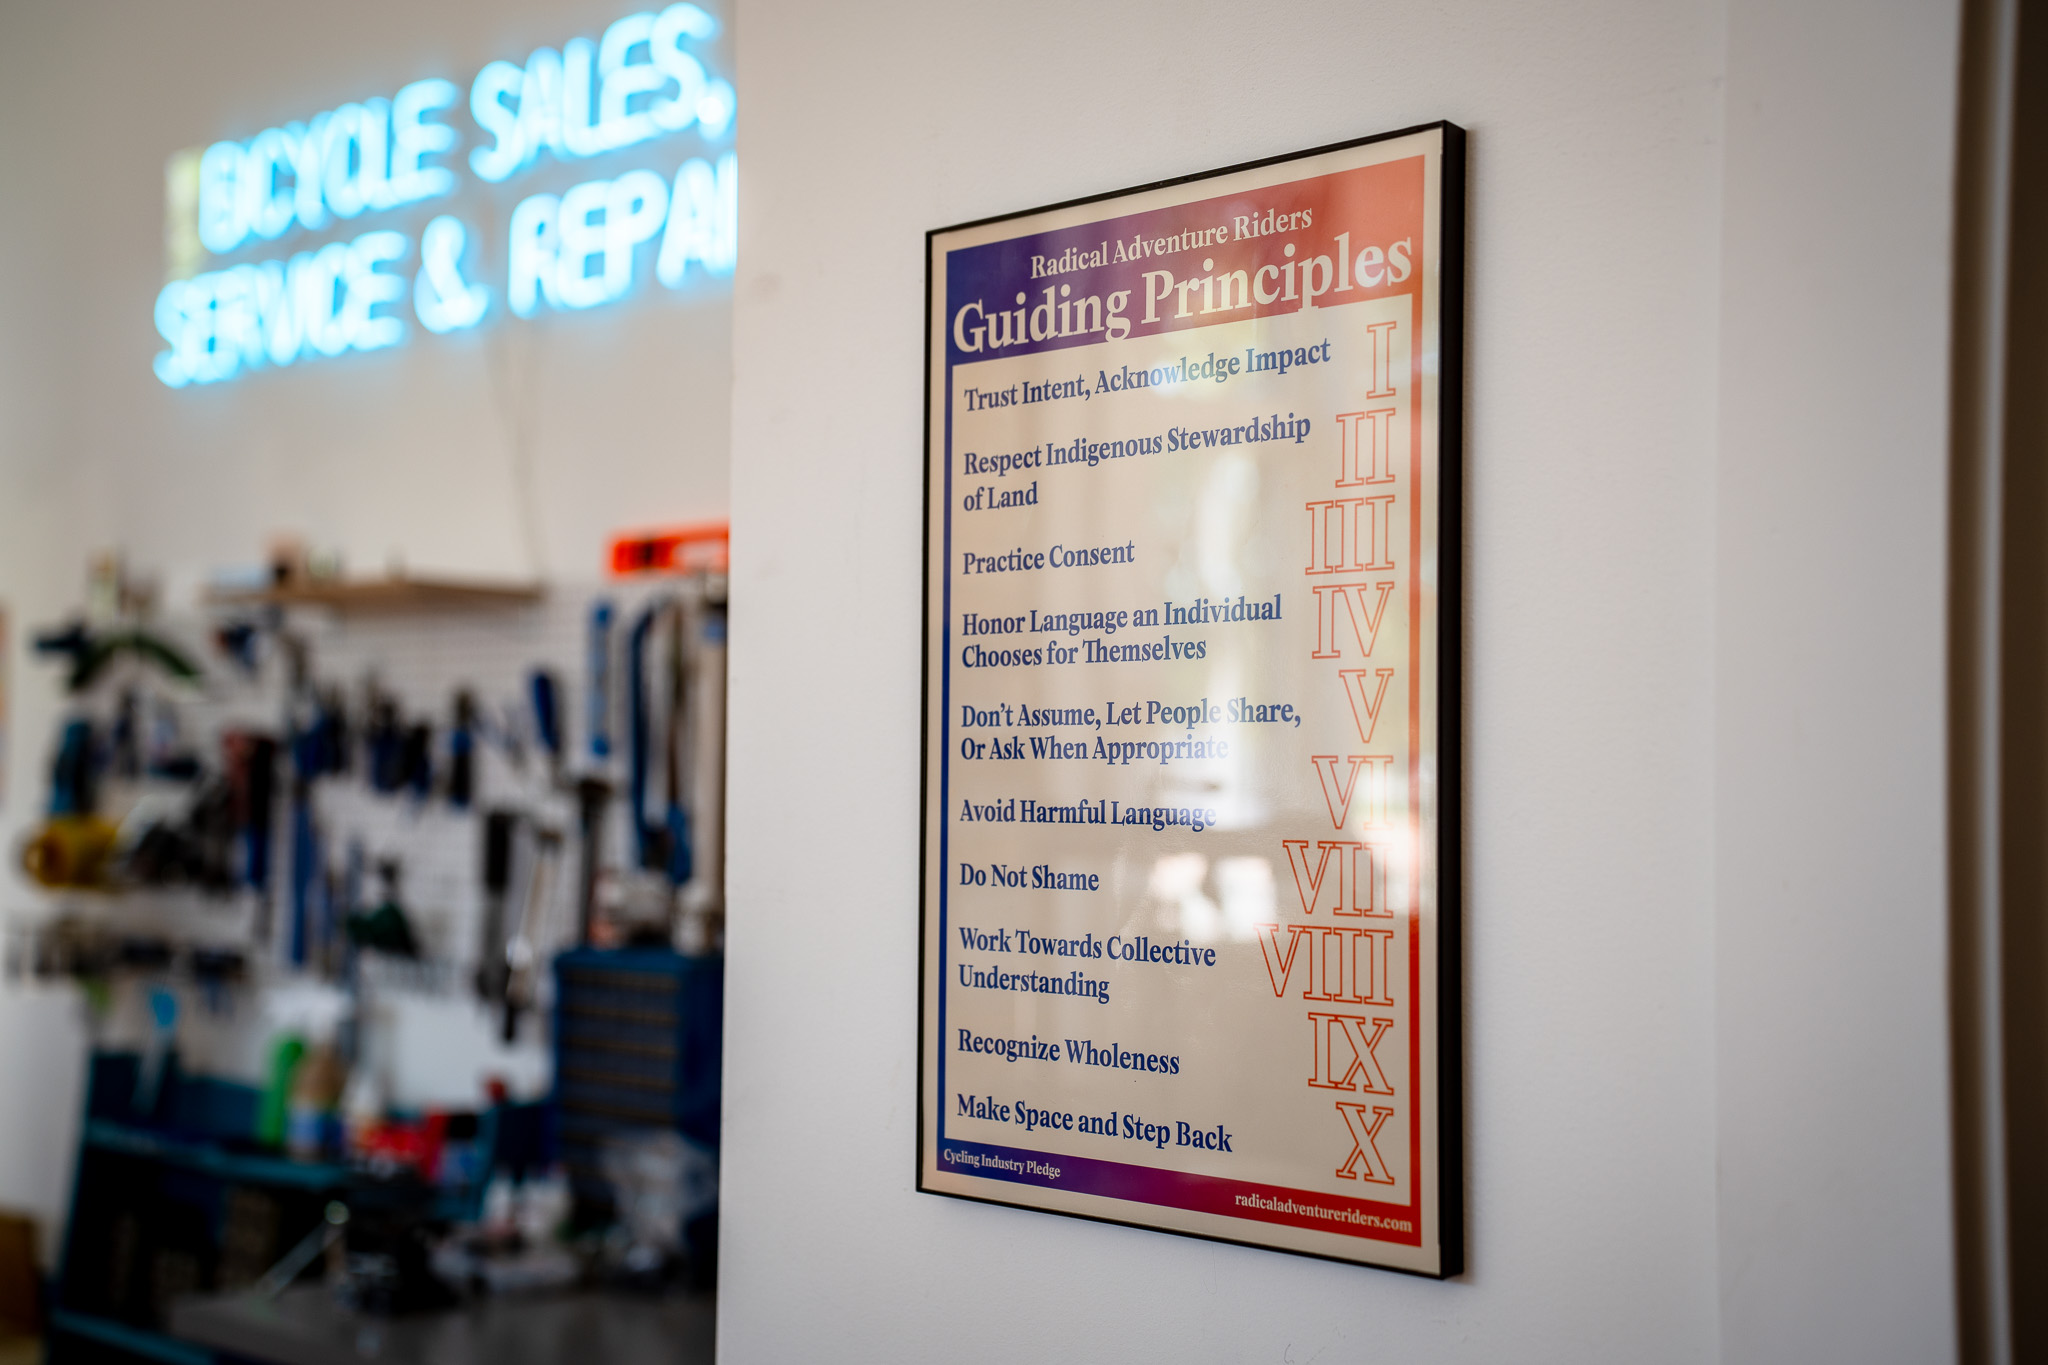 BICYCLE SALES,
SERVICE & REPAI
Radical Adventure Riders
Guiding Principles
Trust Intent, Acknowledge Impact
I
Respect Indigenous Stewardship
of Land
II
Practice Consent
III
Honor Language an Individual
Chooses for Themselves
IV
Don't Assume, Let People Share,
Or Ask When Appropriate
V
Avoid Harmful Language
VI
Do Not Shame
VII
Work Towards Collective
Understanding
VIII
Recognize Wholeness
IX
Make Space and Step Back
X
Cycling Industry Pledge
radicaladventureriders.com